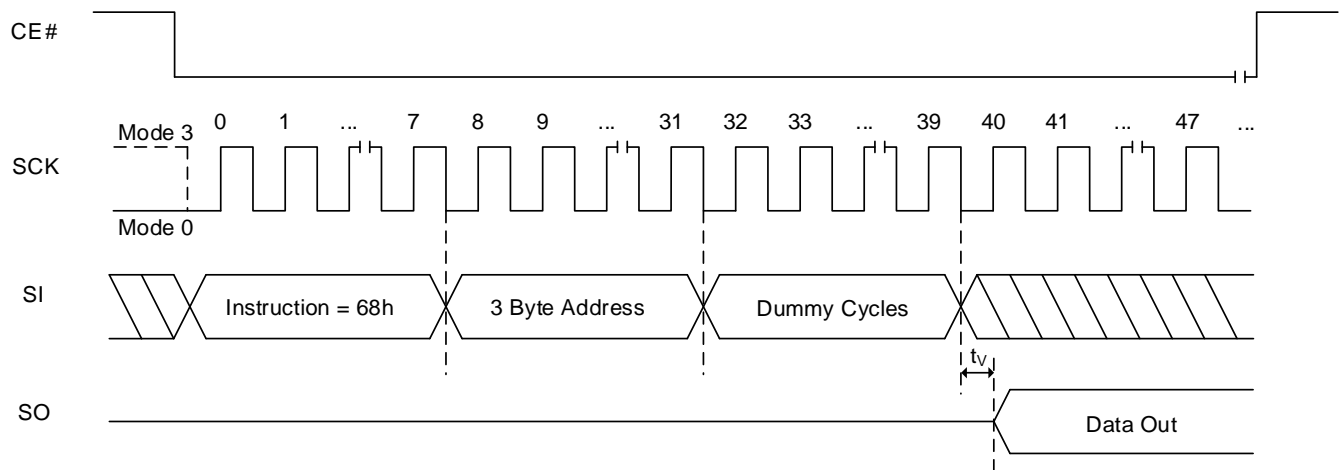 CE#
0 1 ... 7 8 9 ... 31 32 33 ... 39 40 41 ... 47 ...
Mode 3
SCK
Mode 0
SI
Instruction = 68h
3 Byte Address
Dummy Cycles
tV
SO
Data Out